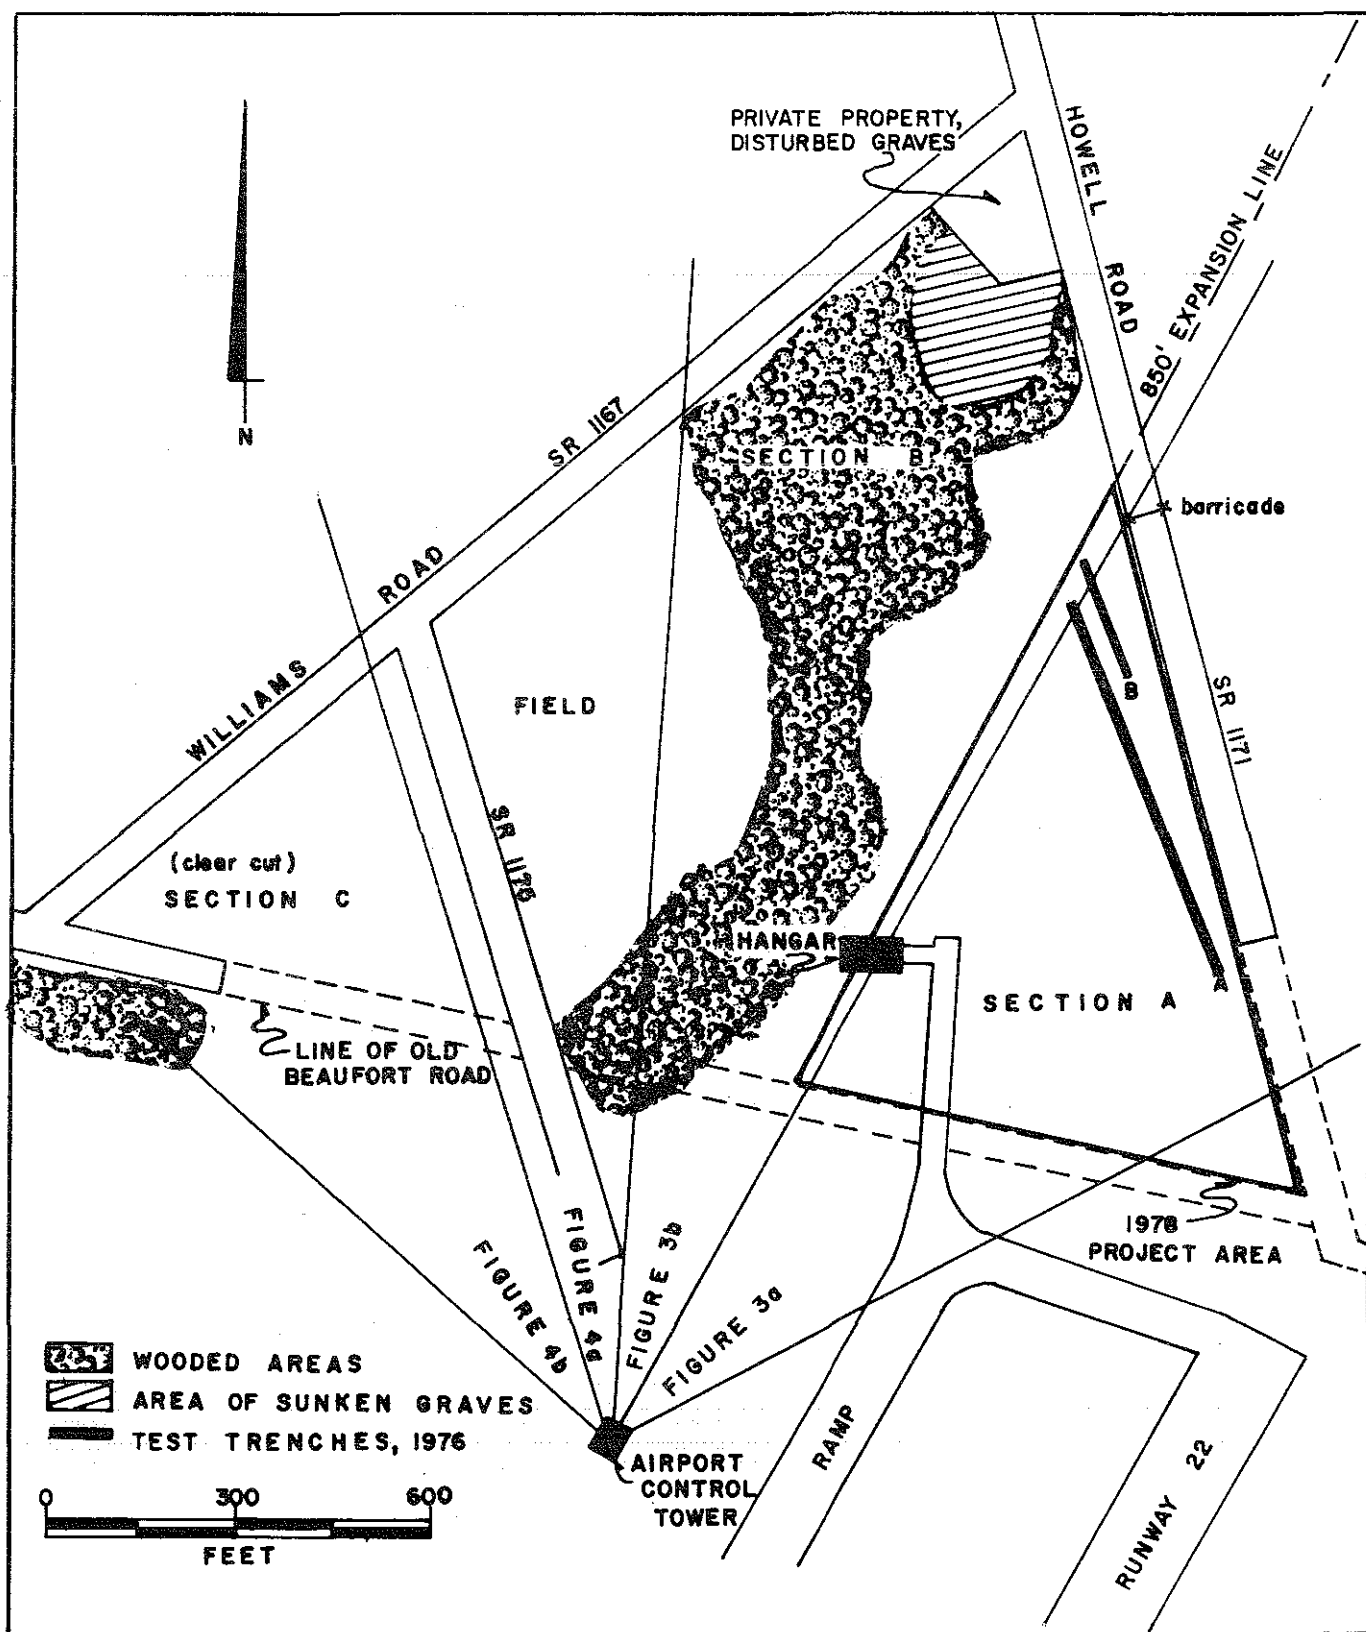 PRIVATE PROPERTY,
DISTURBED GRAVES
HOWELL ROAD
850' EXPANSION LINE
N
SR 1167
SECTION B
barricade
WILLIAMS ROAD
FIELD
B
SR 1171
SR 1175
(clear cut)
SECTION C
HANGAR
SECTION A
A
LINE OF OLD
BEAUFORT ROAD
1978
PROJECT AREA
FIGURE 4b
FIGURE 4a
FIGURE 3b
FIGURE 3a
WOODED AREAS
AREA OF SUNKEN GRAVES
TEST TRENCHES, 1976
0 300 600
FEET
AIRPORT
CONTROL
TOWER
RAMP
RUNWAY 22